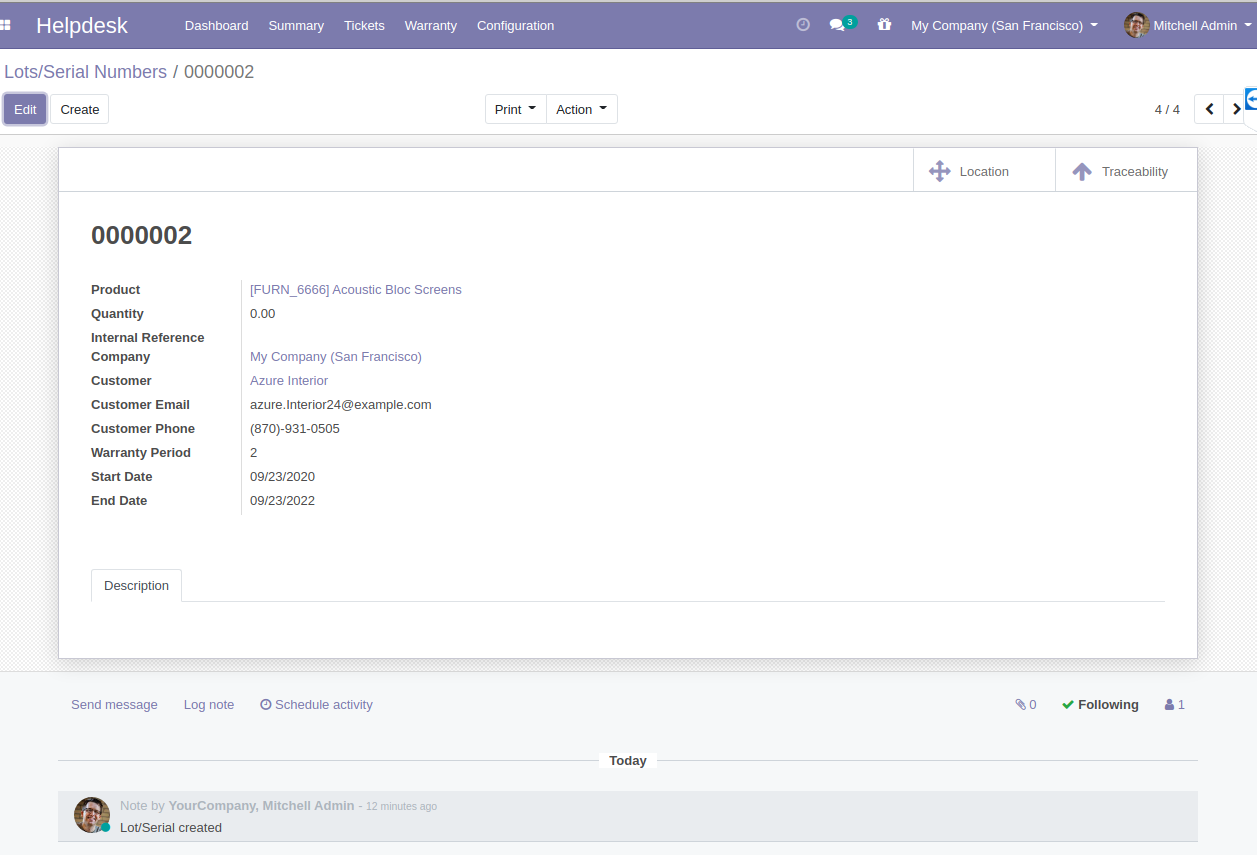 Helpdesk Dashboard Summary Tickets Warranty Configuration 3 My Company (San Francisco) Mitchell Admin
Lots/Serial Numbers / 0000002
Edit Create Print Action 4 / 4
Location Traceability
0000002
Product [FURN_6666] Acoustic Bloc Screens
Quantity 0.00
Internal Reference
Company My Company (San Francisco)
Customer Azure Interior
Customer Email azure.Interior24@example.com
Customer Phone (870)-931-0505
Warranty Period 2
Start Date 09/23/2020
End Date 09/23/2022
Description
Send message Log note Schedule activity 0 Following 1
Today
Note by YourCompany, Mitchell Admin - 12 minutes ago
Lot/Serial created